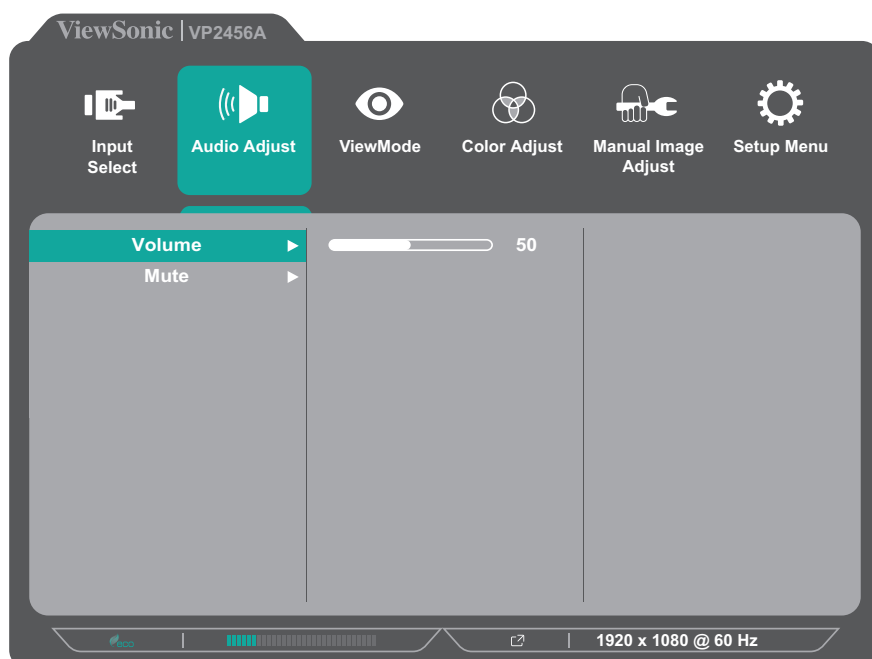 ViewSonic | VP2456A
Input Select
Audio Adjust
ViewMode
Color Adjust
Manual Image Adjust
Setup Menu
Volume 50
Mute
eco | | 1920 x 1080 @ 60 Hz